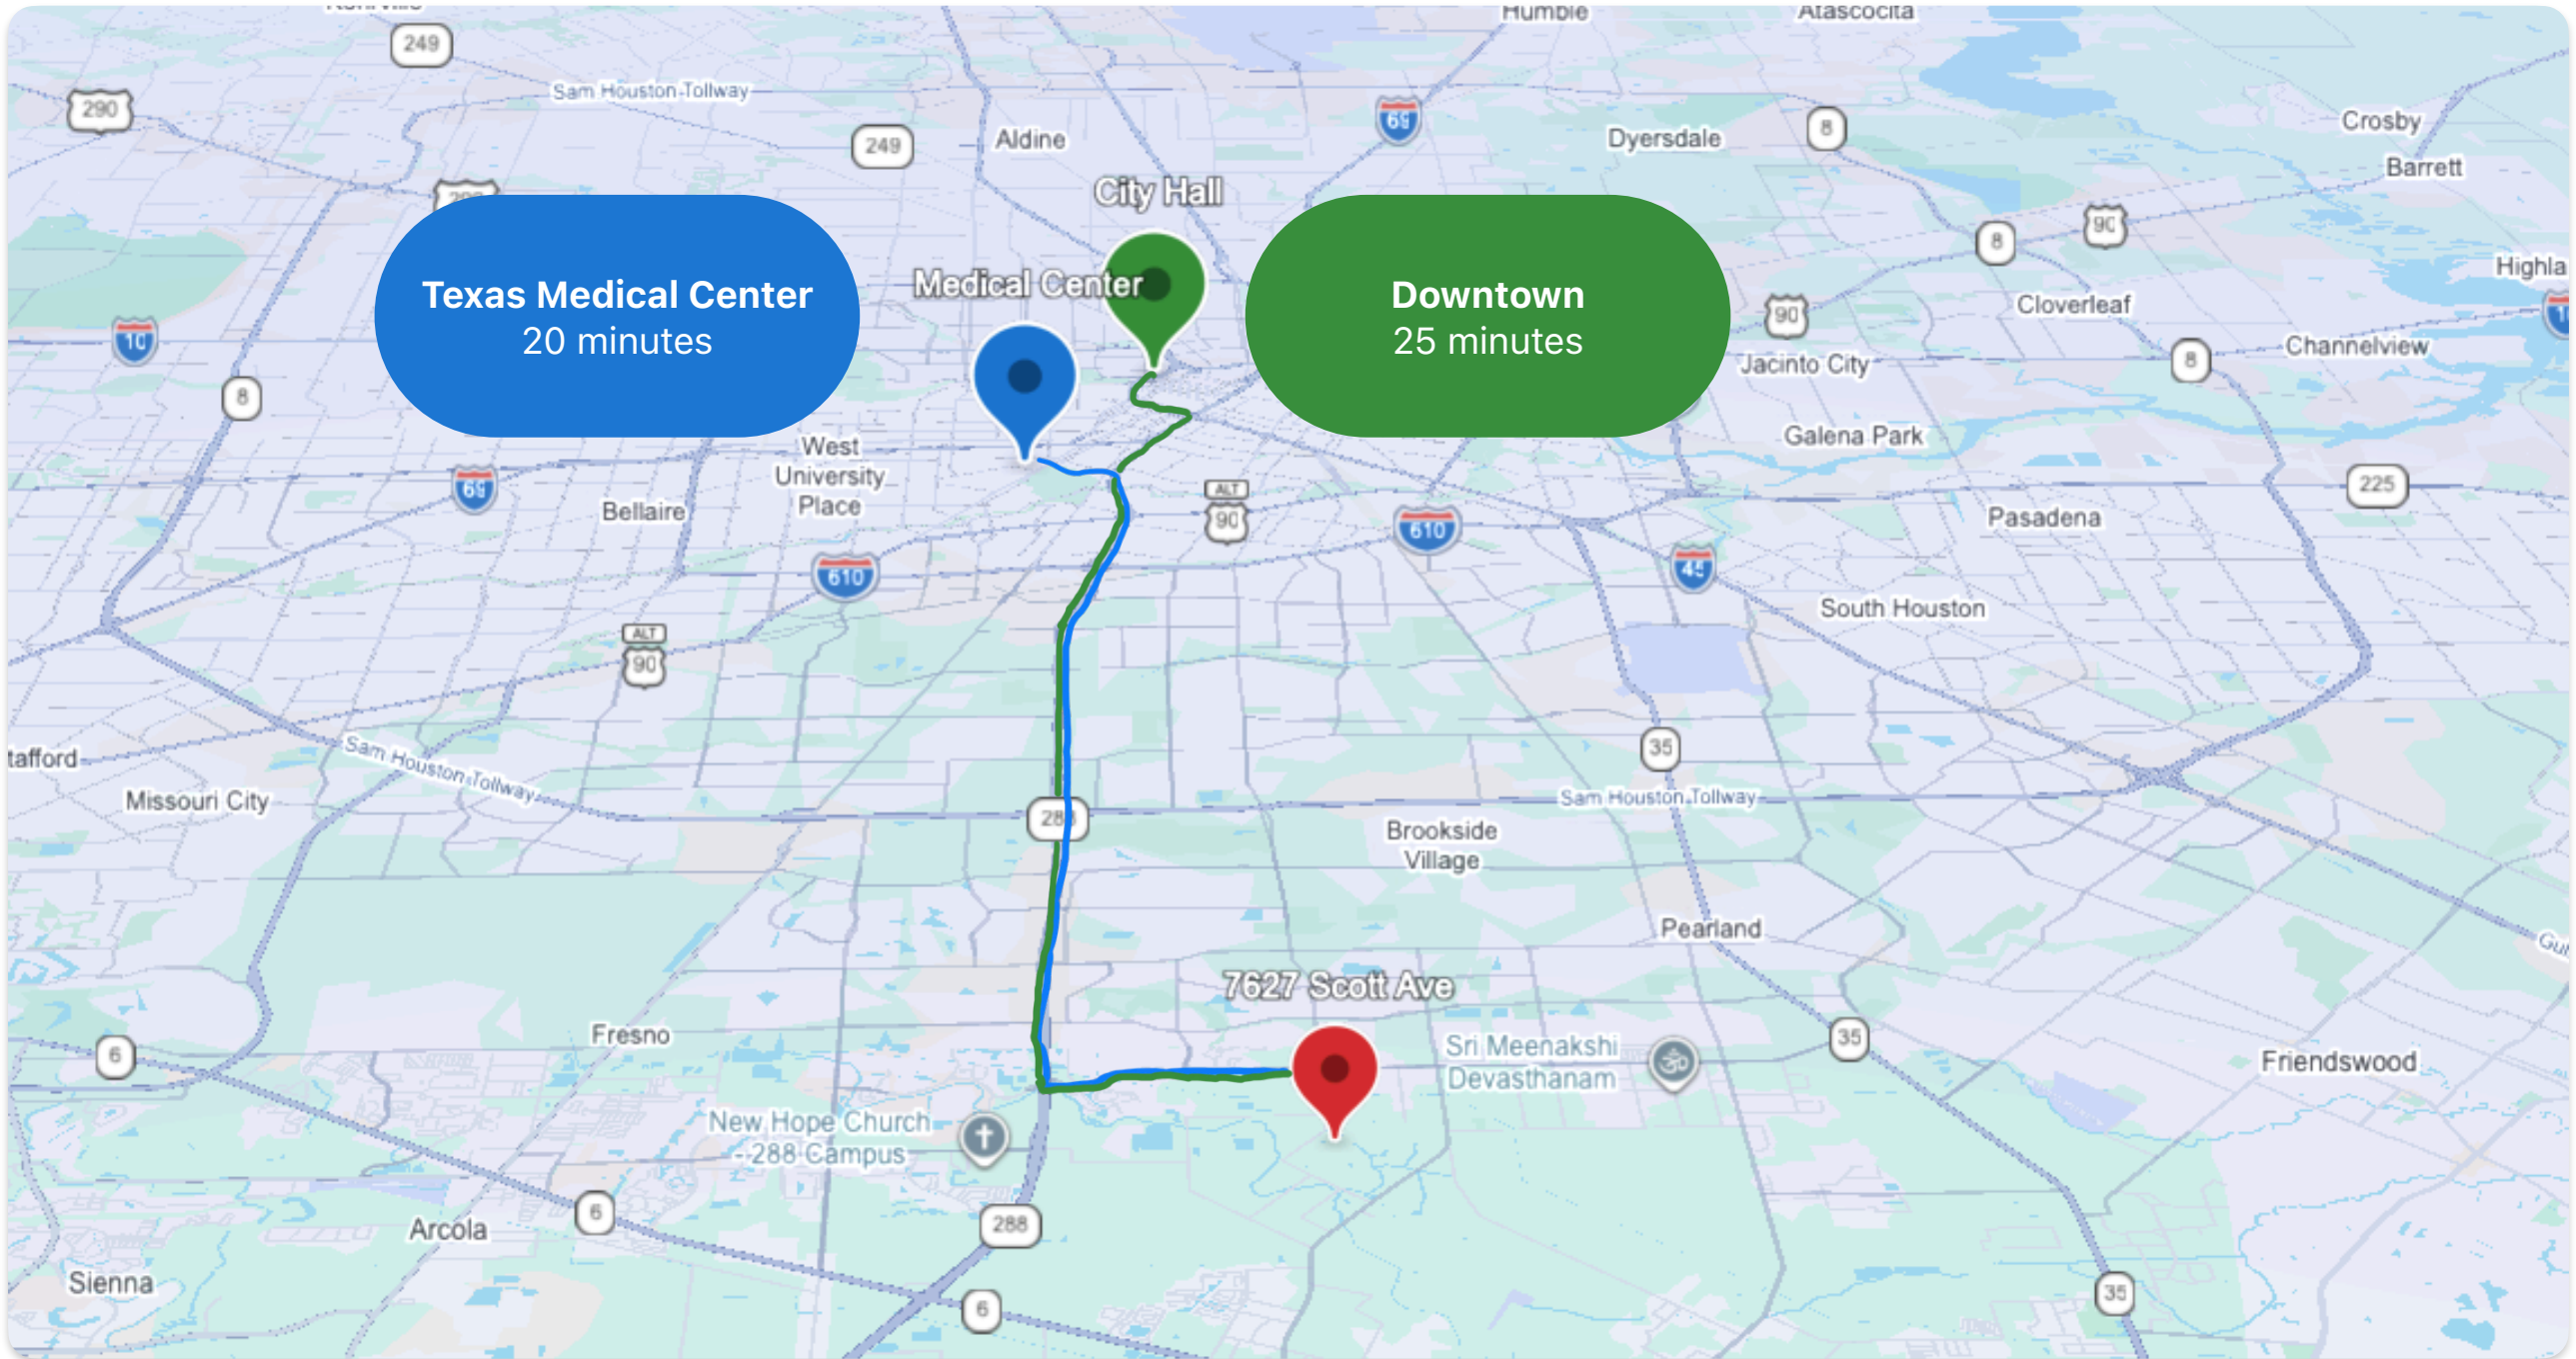 Humble
Atascocita
249
Sam Houston Tollway
290
249
Aldine
69
Dyersdale
8
Crosby
Barrett
City Hall
8
90
Highla
Texas Medical Center
20 minutes
Medical Center
Downtown
25 minutes
90
Cloverleaf
10
Jacinto City
8
Channelview
8
West
University
Place
Galena Park
69
Bellaire
ALT
90
610
225
Pasadena
610
45
South Houston
ALT
90
35
tafford
Sam Houston Tollway
Missouri City
288
Sam Houston Tollway
Brookside
Village
Pearland
7627 Scott Ave
Fresno
6
Sri Meenakshi
Devasthanam
35
Friendswood
New Hope Church
- 288 Campus
6
Arcola
288
Sienna
6
35